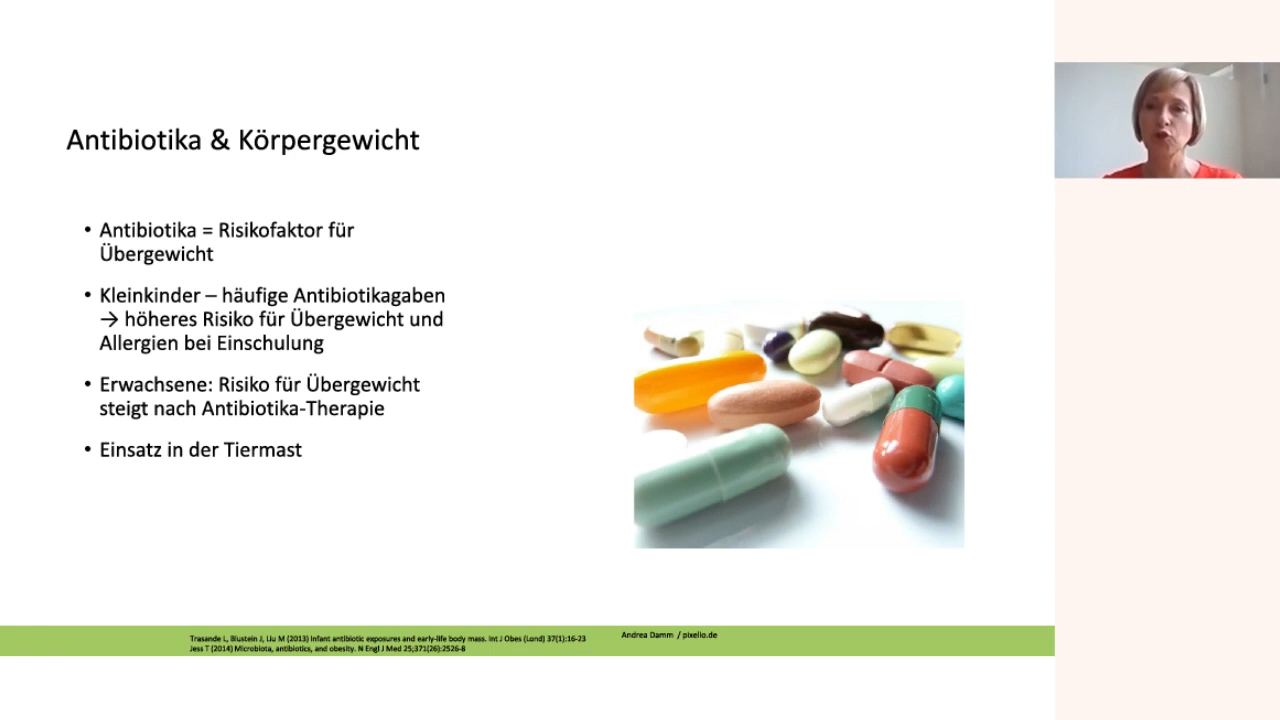 Antibiotika & Körpergewicht
• Antibiotika = Risikofaktor für
Übergewicht
• Kleinkinder – häufige Antibiotikagaben
→ höheres Risiko für Übergewicht und
Allergien bei Einschulung
• Erwachsene: Risiko für Übergewicht
steigt nach Antibiotika-Therapie
• Einsatz in der Tiermast
Trasande L, Blustein J, Liu M (2013) Infant antibiotic exposures and early-life body mass. Int J Obes (Lond) 37(1):16-23
Jess T (2014) Microbiota, antibiotics, and obesity. N Engl J Med 25;371(26):2526-8
Andrea Damm / pixelio.de